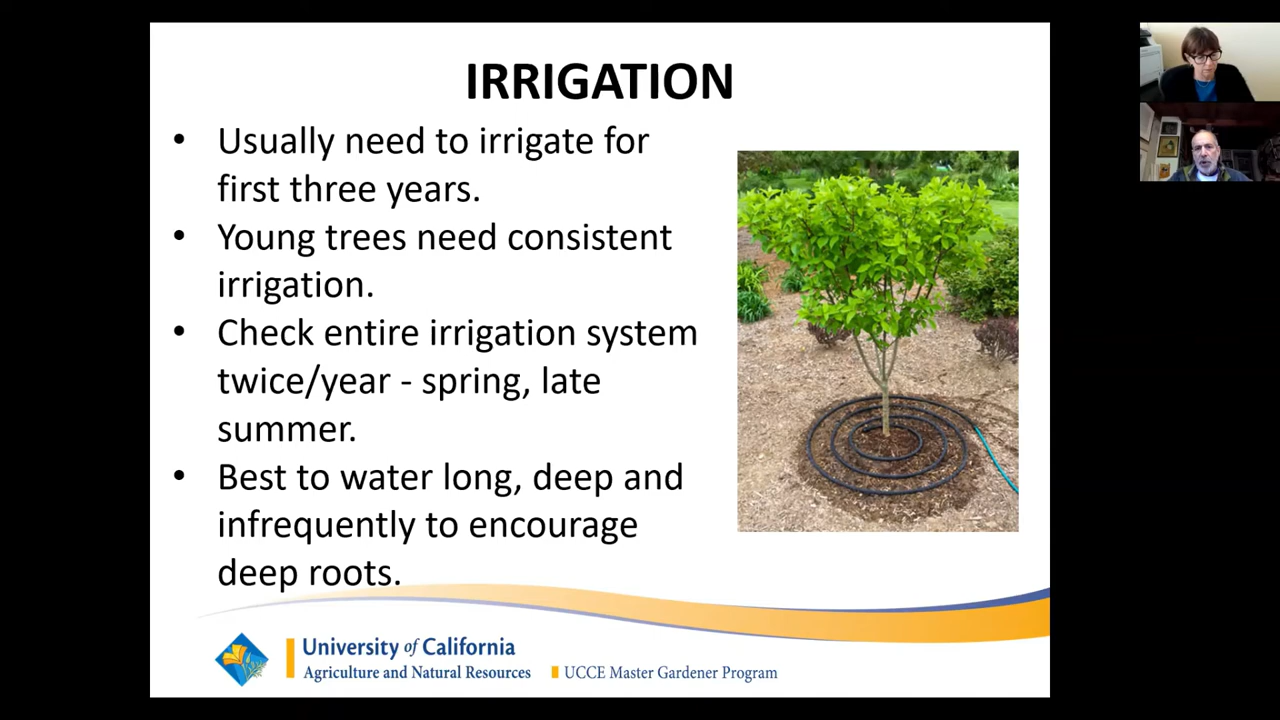 IRRIGATION
• Usually need to irrigate for
first three years.
• Young trees need consistent
irrigation.
• Check entire irrigation system
twice/year - spring, late
summer.
• Best to water long, deep and
infrequently to encourage
deep roots.
University of California
Agriculture and Natural Resources
UCCE Master Gardener Program